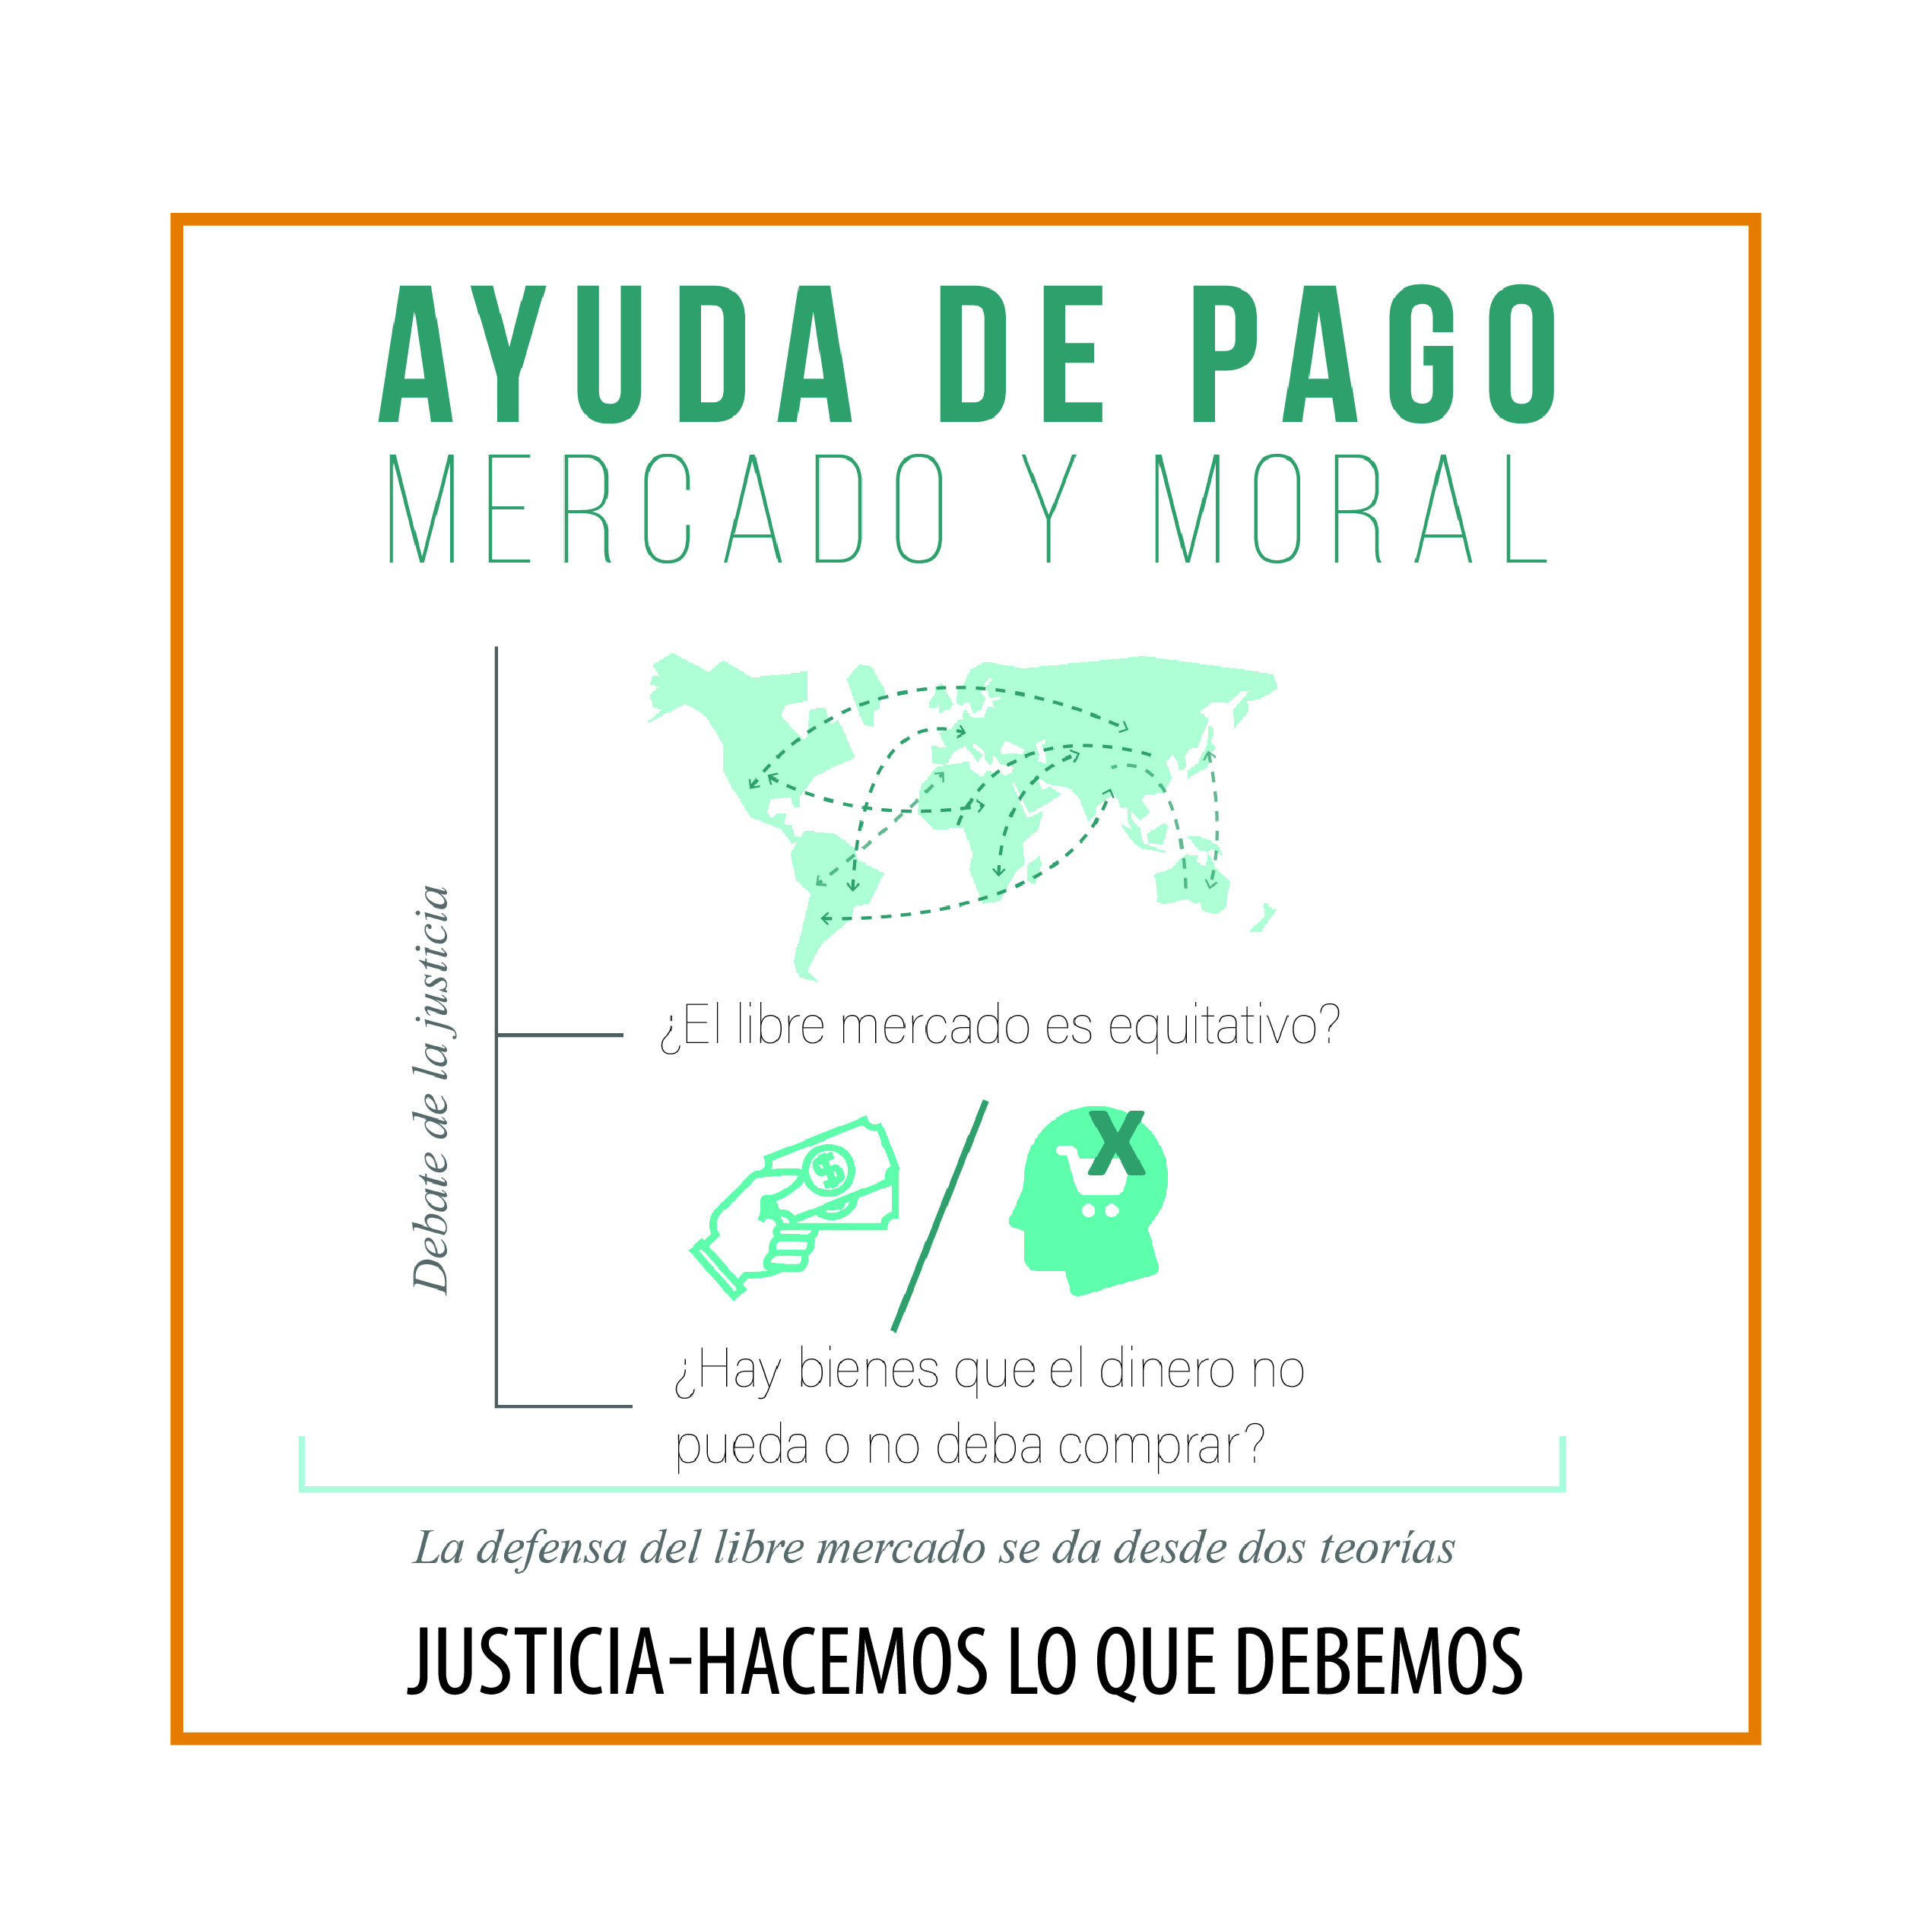 AYUDA DE PAGO
MERCADO Y MORAL
Debate de la justicia
¿El libre mercado es equitativo?
$
X
¿Hay bienes que el dinero no
pueda o no deba comprar?
La defensa del libre mercado se da desde dos teorías
JUSTICIA-HACEMOS LO QUE DEBEMOS